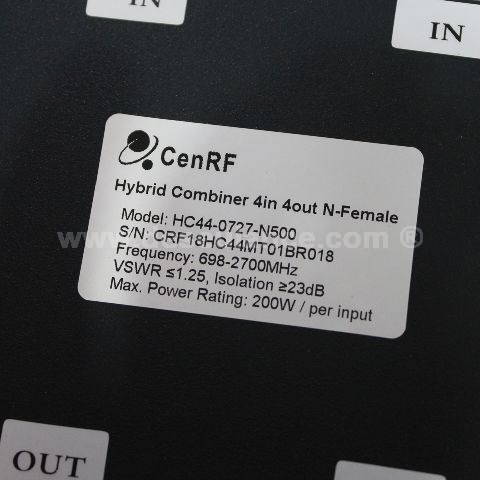 IN
IN
CenRF
Hybrid Combiner 4in 4out N-Female
Model: HC44-0727-N500
S/N: CRF18HC44MT01BR018
Frequency: 698-2700MHz
VSWR ≤1.25, Isolation ≥23dB
Max. Power Rating: 200W / per input
OUT